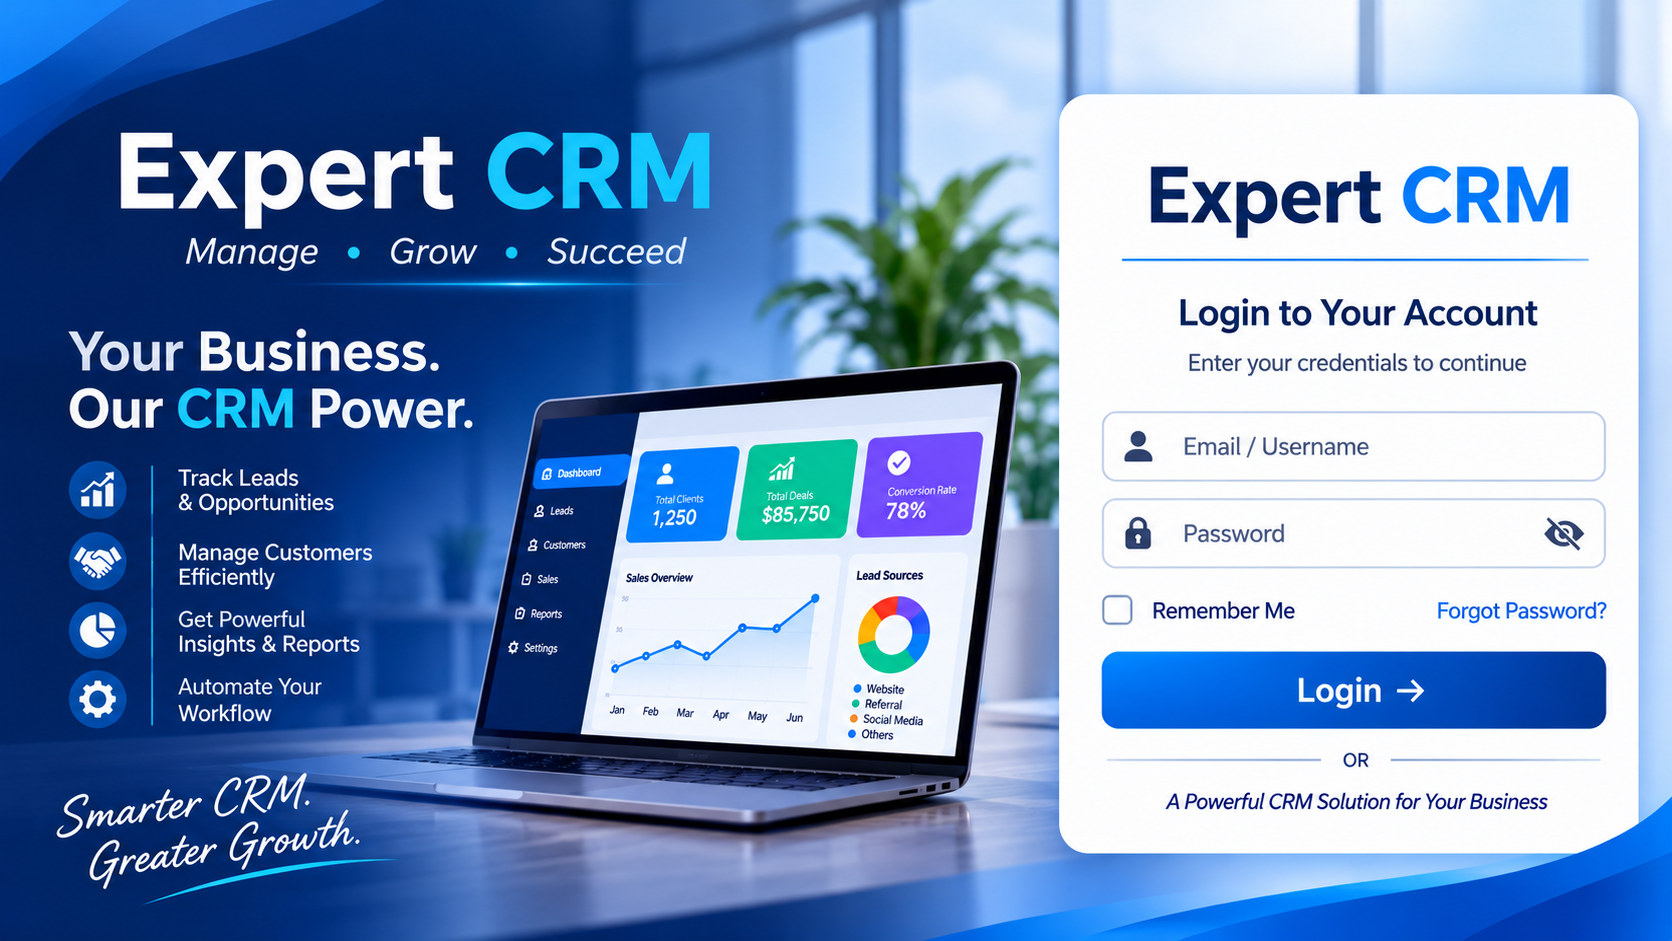 Expert CRM
Manage • Grow • Succeed
Your Business.
Our CRM Power.
Track Leads
& Opportunities
Manage Customers
Efficiently
Get Powerful
Insights & Reports
Automate Your
Workflow
Smarter CRM.
Greater Growth.
Dashboard
Leads
Customers
Sales
Reports
Settings
Total Clients
1,250
Total Deals
$85,750
Conversion Rate
78%
Sales Overview
Jan Feb Mar Apr May Jun
Lead Sources
Website
Referral
Social Media
Others
Expert CRM
Login to Your Account
Enter your credentials to continue
Email / Username
Password
Remember Me
Forgot Password?
Login →
OR
A Powerful CRM Solution for Your Business